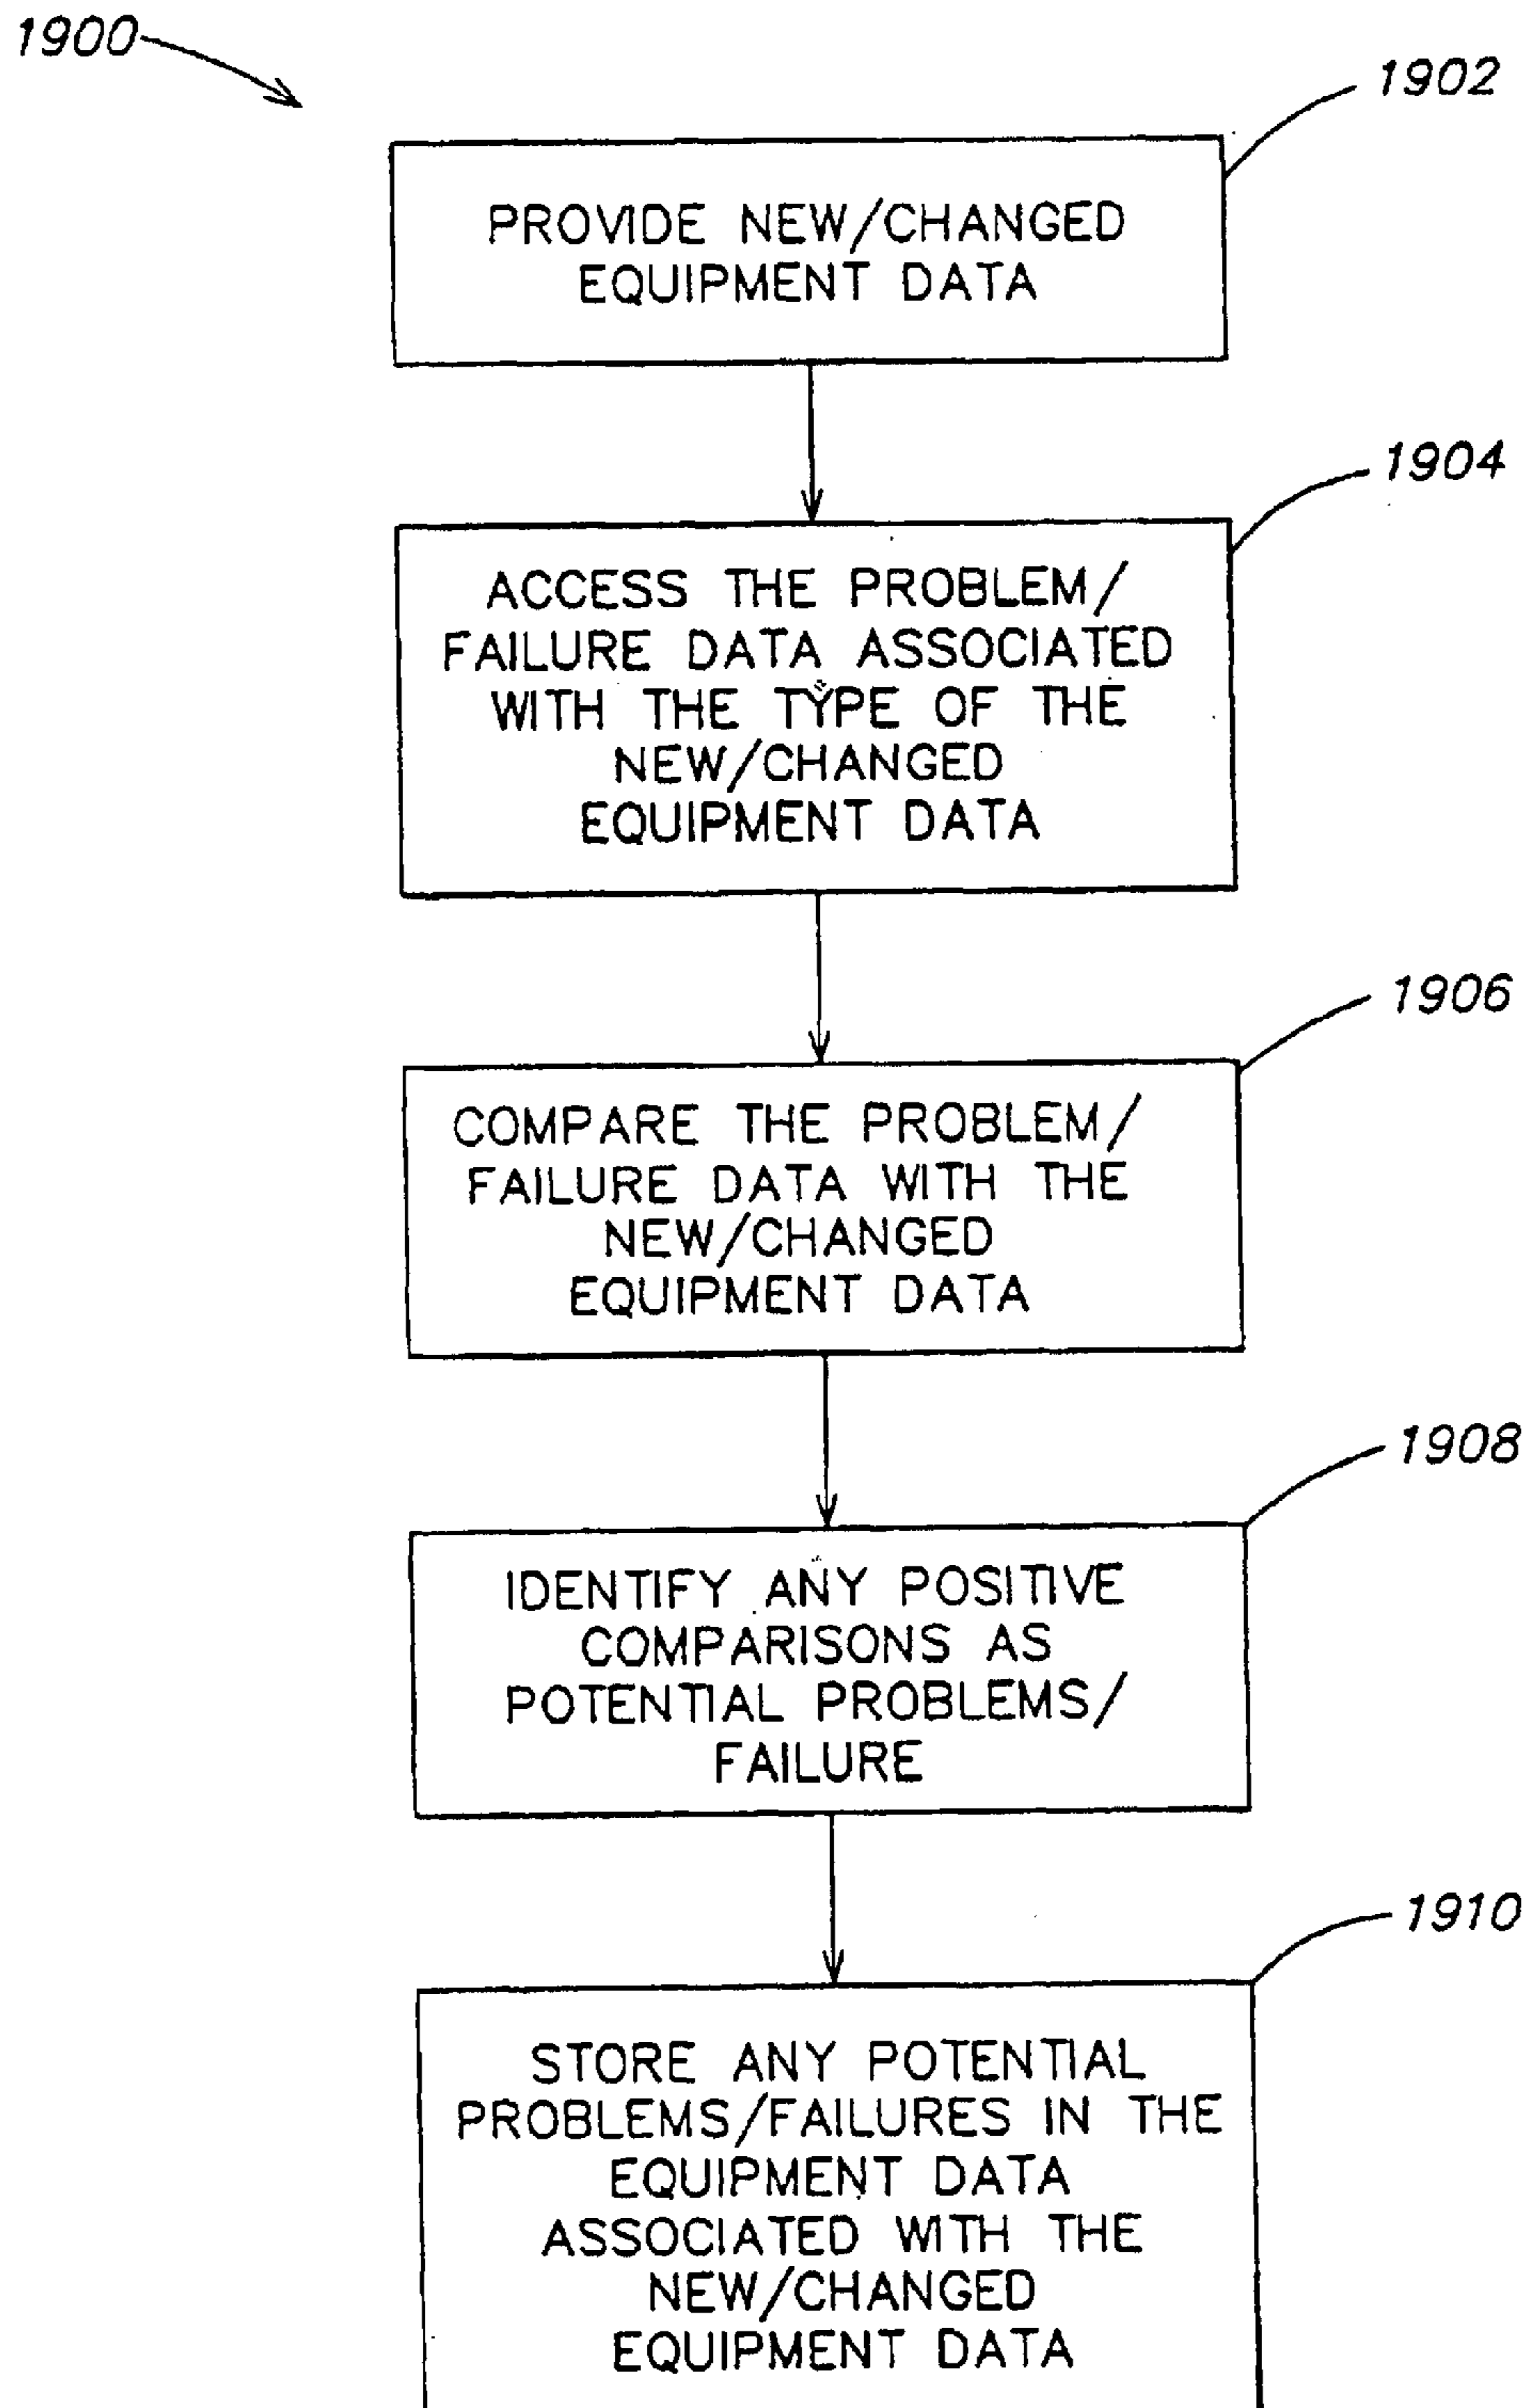 1900
1902
PROVIDE NEW/CHANGED
EQUIPMENT DATA
1904
ACCESS THE PROBLEM/
FAILURE DATA ASSOCIATED
WITH THE TYPE OF THE
NEW/CHANGED
EQUIPMENT DATA
1906
COMPARE THE PROBLEM/
FAILURE DATA WITH THE
NEW/CHANGED
EQUIPMENT DATA
1908
IDENTIFY ANY POSITIVE
COMPARISONS AS
POTENTIAL PROBLEMS/
FAILURE
1910
STORE ANY POTENTIAL
PROBLEMS/FAILURES IN THE
EQUIPMENT DATA
ASSOCIATED WITH THE
NEW/CHANGED
EQUIPMENT DATA